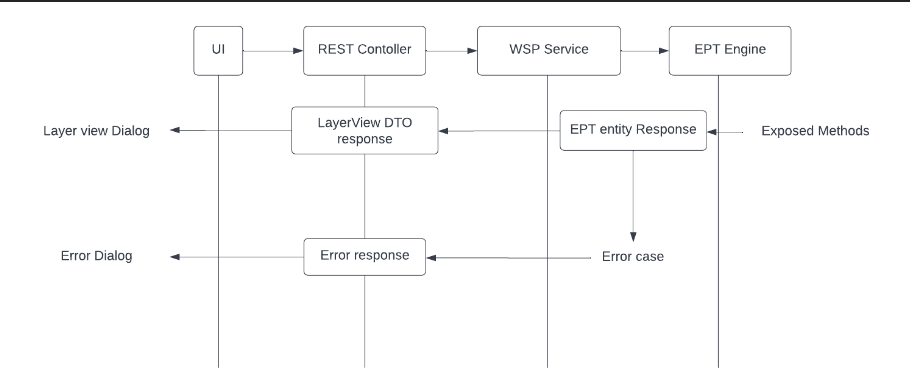 UI
REST Contoller
WSP Service
EPT Engine
Layer view Dialog
LayerView DTO
response
EPT entity Response
Exposed Methods
Error Dialog
Error response
Error case